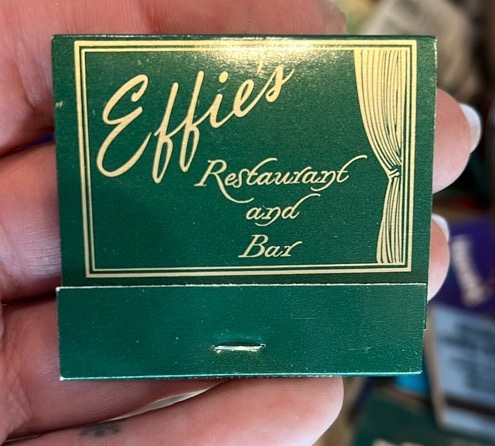 Effie's
Restaurant
and
Bar